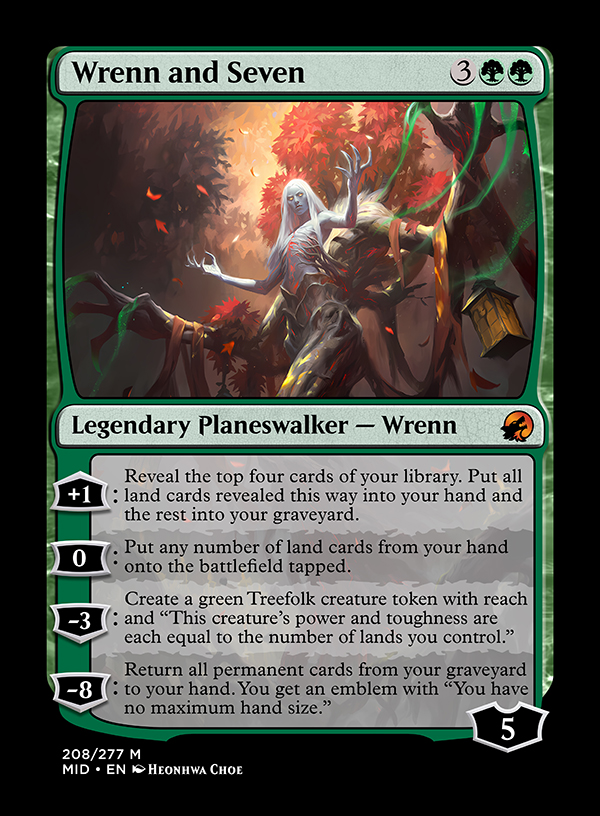 Wrenn and Seven 3
Legendary Planeswalker — Wrenn
+1: Reveal the top four cards of your library. Put all
land cards revealed this way into your hand and
the rest into your graveyard.
0: Put any number of land cards from your hand
onto the battlefield tapped.
-3: Create a green Treefolk creature token with reach
and “This creature’s power and toughness are
each equal to the number of lands you control.”
-8: Return all permanent cards from your graveyard
to your hand. You get an emblem with “You have
no maximum hand size.”
5
208/277 M
MID • EN Heonhwa Choe